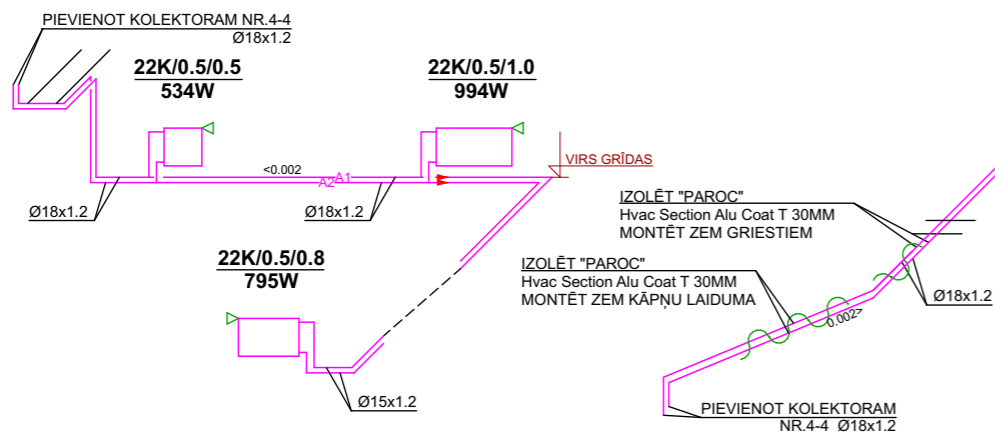 PIEVIENOT KOLEKTORAM NR.4-4
Ø18x1.2
22K/0.5/0.5
534W
22K/0.5/1.0
994W
<0.002
A2
A1
VIRS GRĪDAS
Ø18x1.2
Ø18x1.2
22K/0.5/0.8
795W
Ø15x1.2
IZOLĒT "PAROC"
Hvac Section Alu Coat T 30MM
MONTĒT ZEM GRIESTIEM
IZOLĒT "PAROC"
Hvac Section Alu Coat T 30MM
MONTĒT ZEM KĀPŅU LAIDUMA
Ø18x1.2
0.002>
PIEVIENOT KOLEKTORAM
NR.4-4 Ø18x1.2